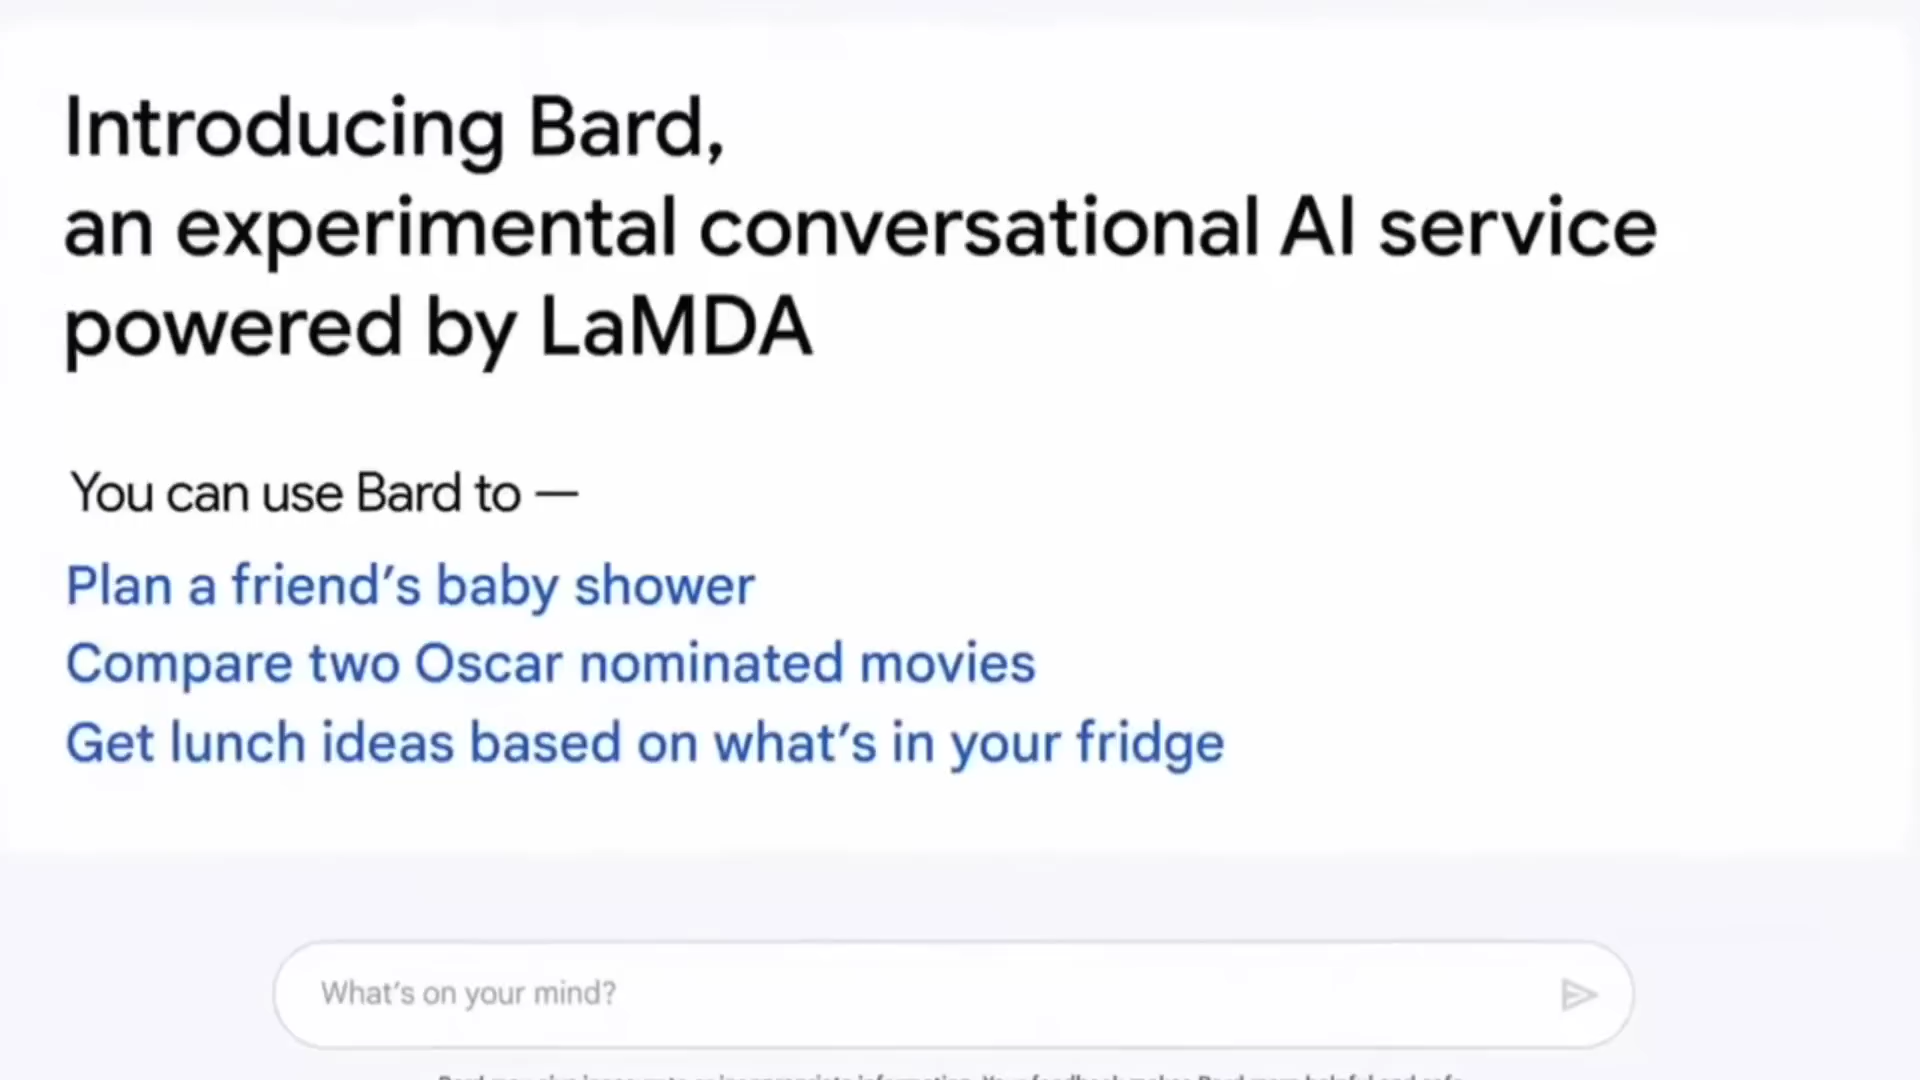 Introducing Bard,
an experimental conversational AI service
powered by LaMDA
You can use Bard to —
Plan a friend's baby shower
Compare two Oscar nominated movies
Get lunch ideas based on what's in your fridge
What's on your mind?